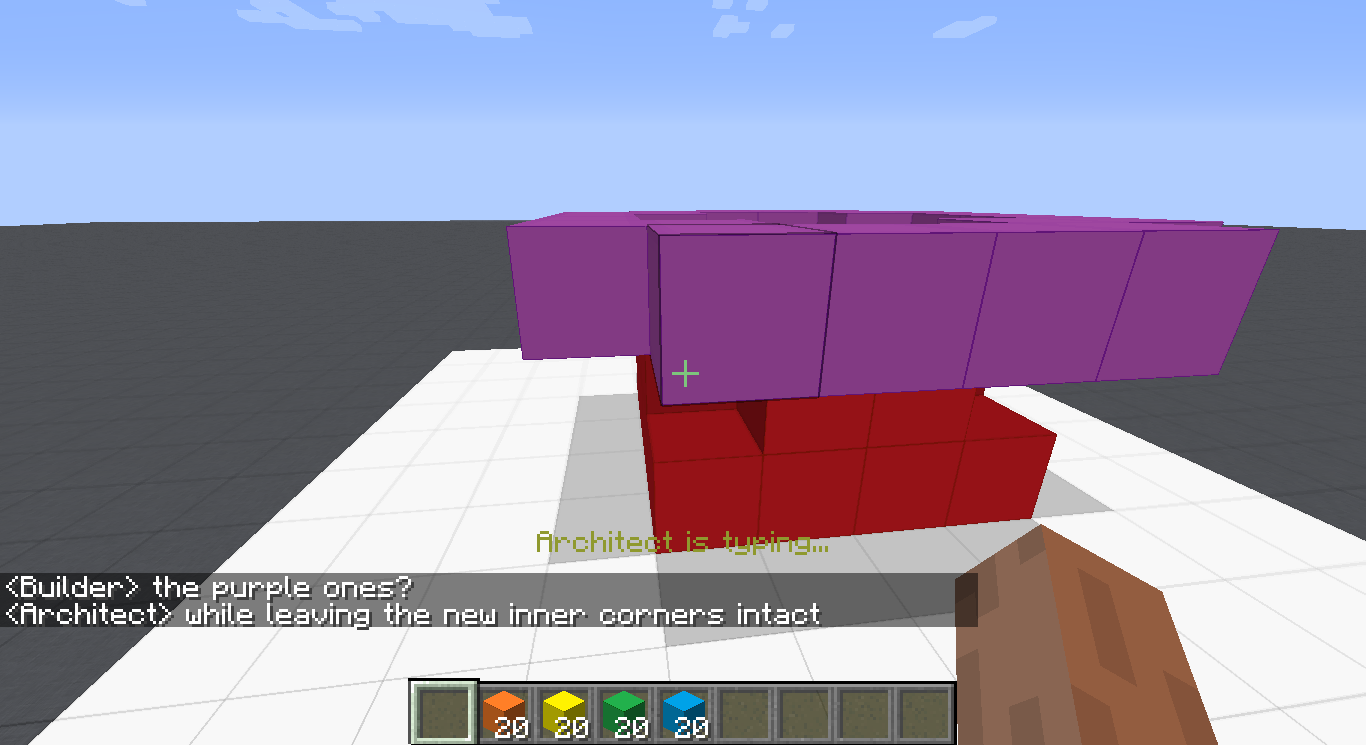 Architect is typing...
<Builder> the purple ones?
<Architect> while leaving the new inner corners intact
20 20 20 20